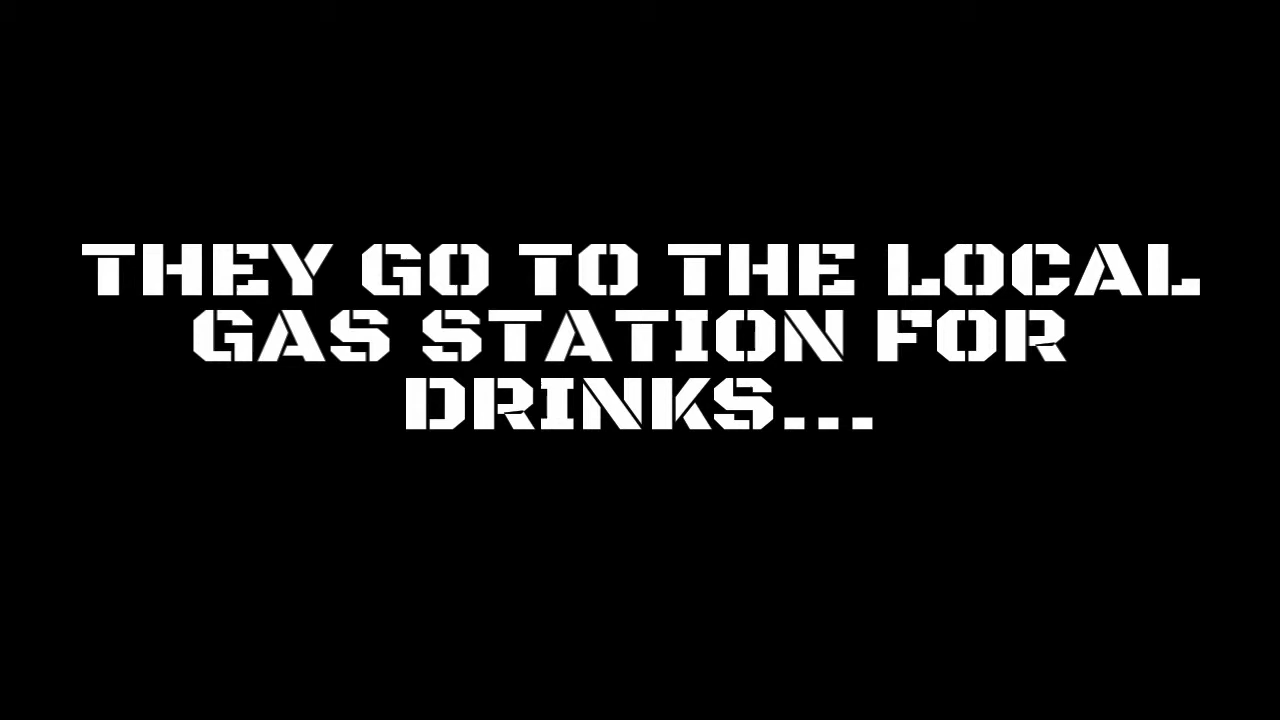 THEY GO TO THE LOCAL
GAS STATION FOR
DRINKS...